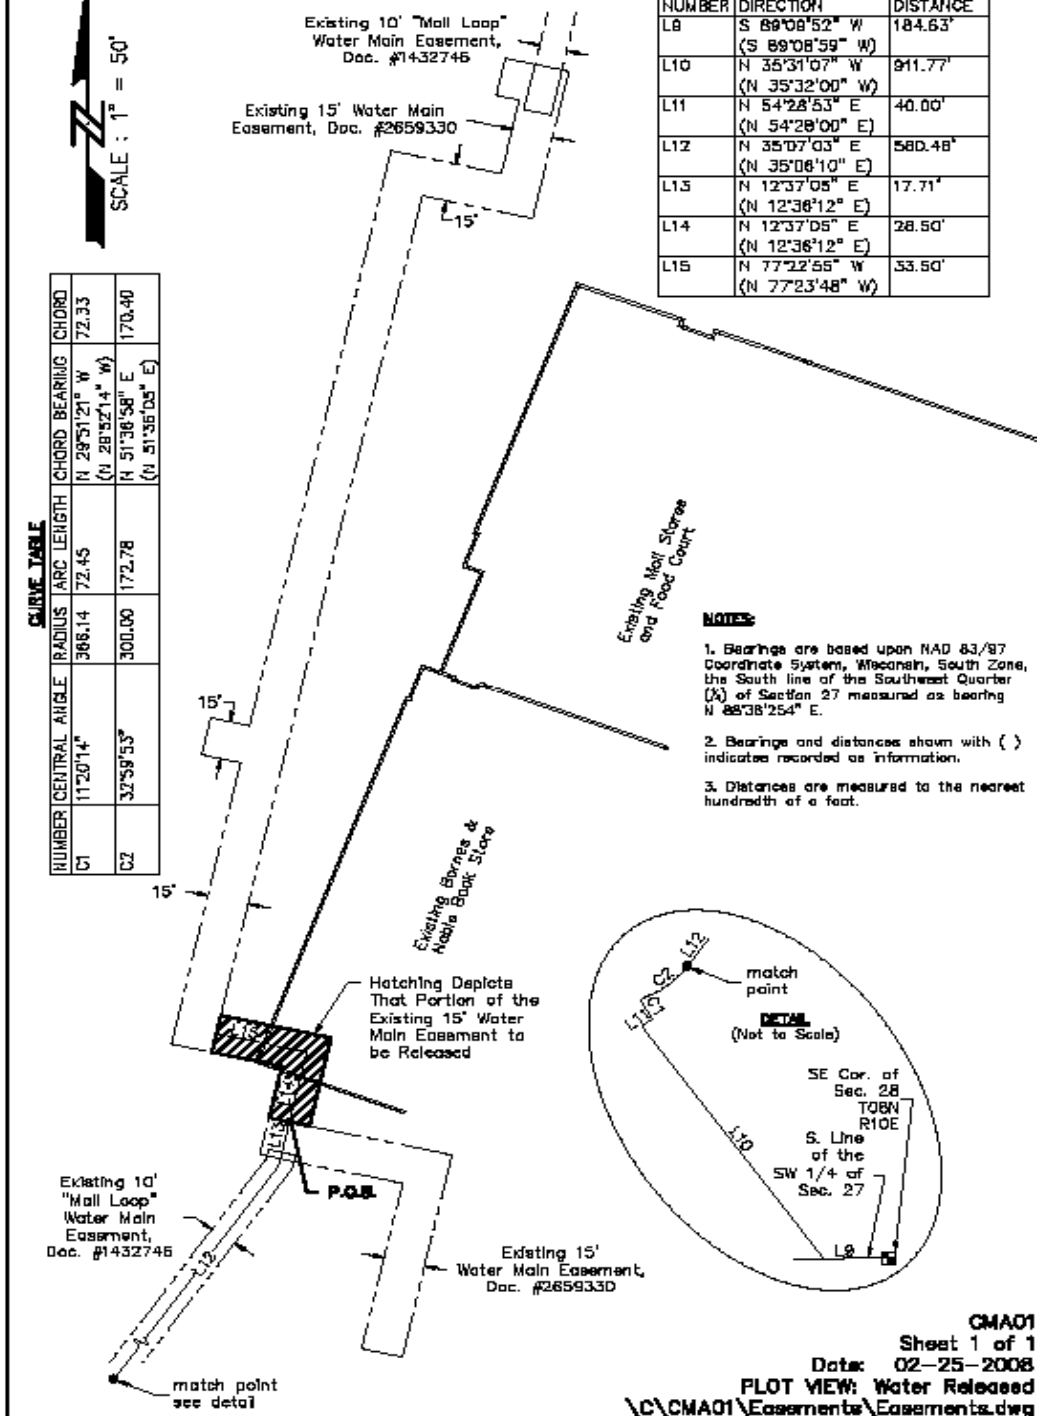 Existing 10' "Mall Loop"
Water Main Easement,
Doc. #1432746
Existing 15' Water Main
Easement, Doc. #2659330
SCALE : 1" = 50'
15'
NUMBER DIRECTION DISTANCE
L9 S 89°09'52" W 184.63'
(S 89°08'59" W)
L10 N 35°31'07" W 911.77'
(N 35°32'00" W)
L11 N 54°28'53" E 40.00'
(N 54°28'00" E)
L12 N 35°07'03" E 580.48'
(N 35°06'10" E)
L13 N 12°37'05" E 17.71'
(N 12°36'12" E)
L14 N 12°37'05" E 28.50'
(N 12°36'12" E)
L15 N 77°22'55" W 33.50'
(N 77°23'48" W)
CURVE TABLE
NUMBER CENTRAL ANGLE RADIUS ARC LENGTH CHORD BEARING CHORD
C1 11°20'14" 366.14 72.45 N 29°51'21" W 72.33
(N 29°52'14" W)
C2 32°59'53" 300.00 172.78 N 51°36'58" E 170.40
(N 51°36'05" E)
Existing Mall Stores
and Food Court
NOTES:
1. Bearings are based upon NAD 83/97
Coordinate System, Wisconsin, South Zone,
the South line of the Southwest Quarter
(¼) of Section 27 measured as bearing
N 88°38'254" E.
2. Bearings and distances shown with ( )
indicates recorded as information.
3. Distances are measured to the nearest
hundredth of a foot.
15'
15'
Existing Barnes &
Noble Book Store
Hatching Depicts
That Portion of the
Existing 15' Water
Main Easement to
be Released
L15
L14
L13
P.O.B.
L12
Existing 10'
"Mall Loop"
Water Main
Easement,
Doc. #1432746
Existing 15'
Water Main Easement,
Doc. #2659330
match point
see detail
L12
C2
match
point
C1
L11
DETAIL
(Not to Scale)
SE Cor. of
Sec. 28
T08N
R10E
S. Line
of the
SW 1/4 of
Sec. 27
L10
L9
CMA01
Sheet 1 of 1
Date: 02-25-2008
PLOT VIEW: Water Released
\C\CMA01\Easements\Easements.dwg